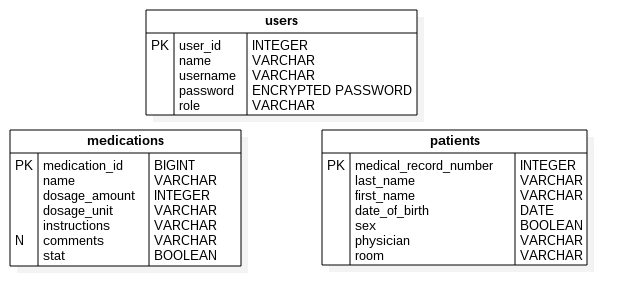 users
PK user_id INTEGER
name VARCHAR
username VARCHAR
password ENCRYPTED PASSWORD
role VARCHAR
medications
PK medication_id BIGINT
name VARCHAR
dosage_amount INTEGER
dosage_unit VARCHAR
instructions VARCHAR
N comments VARCHAR
stat BOOLEAN
patients
PK medical_record_number INTEGER
last_name VARCHAR
first_name VARCHAR
date_of_birth DATE
sex BOOLEAN
physician VARCHAR
room VARCHAR